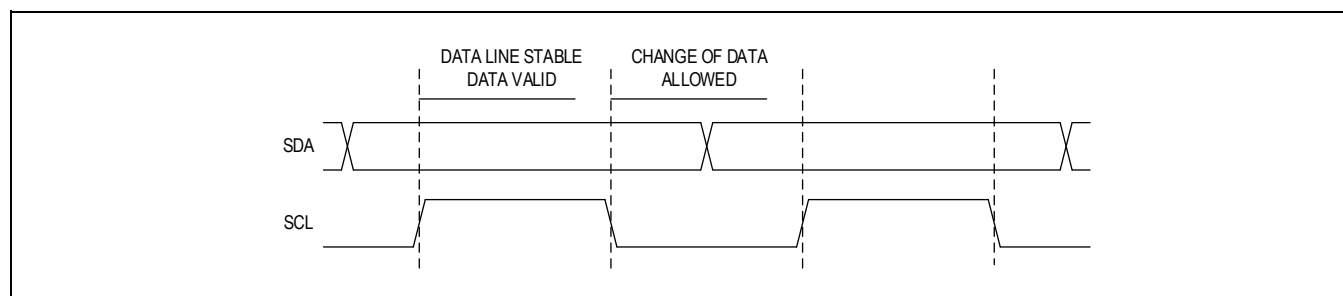 DATA LINE STABLE
DATA VALID
CHANGE OF DATA
ALLOWED
SDA
SCL